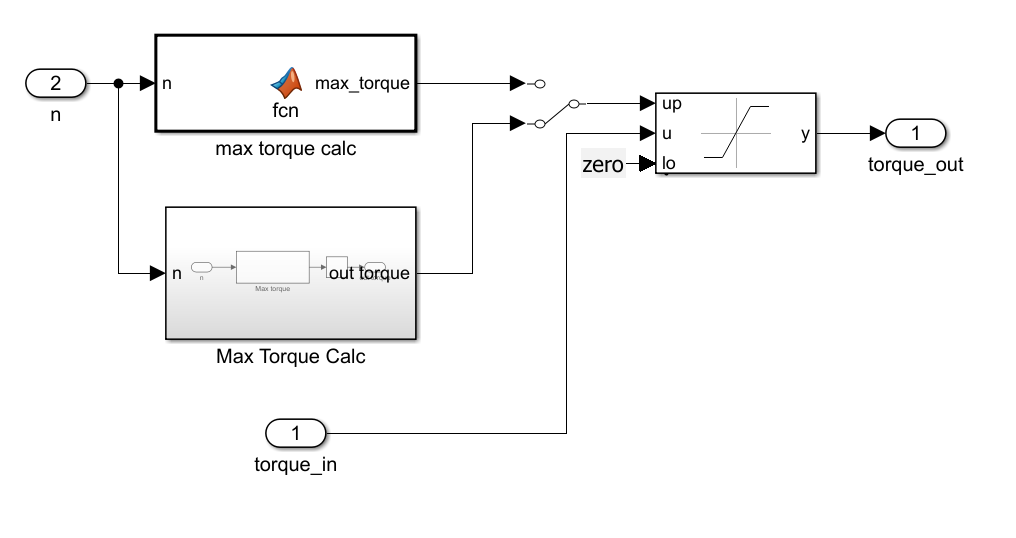 2
n
n
fcn
max_torque
max torque calc
up
u
zero
lo
y
1
torque_out
n
n
Max torque
out torque
Max Torque Calc
1
torque_in